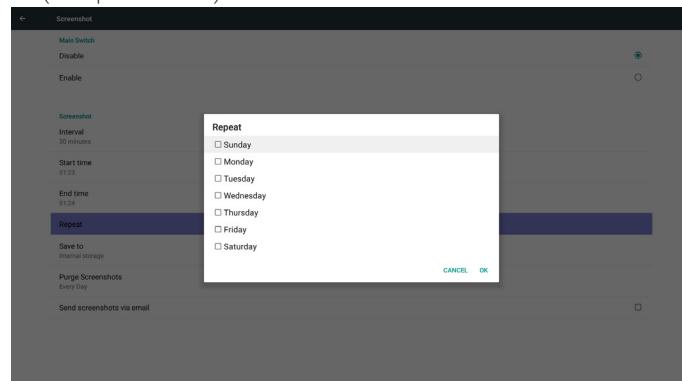 Screenshot
Main Switch
Disable
Enable
Screenshot
Interval
30 minutes
Start time
01:23
End time
01:24
Repeat
Save to
Internal storage
Purge Screenshots
Every Day
Send screenshots via email
Repeat
Sunday
Monday
Tuesday
Wednesday
Thursday
Friday
Saturday
CANCEL OK